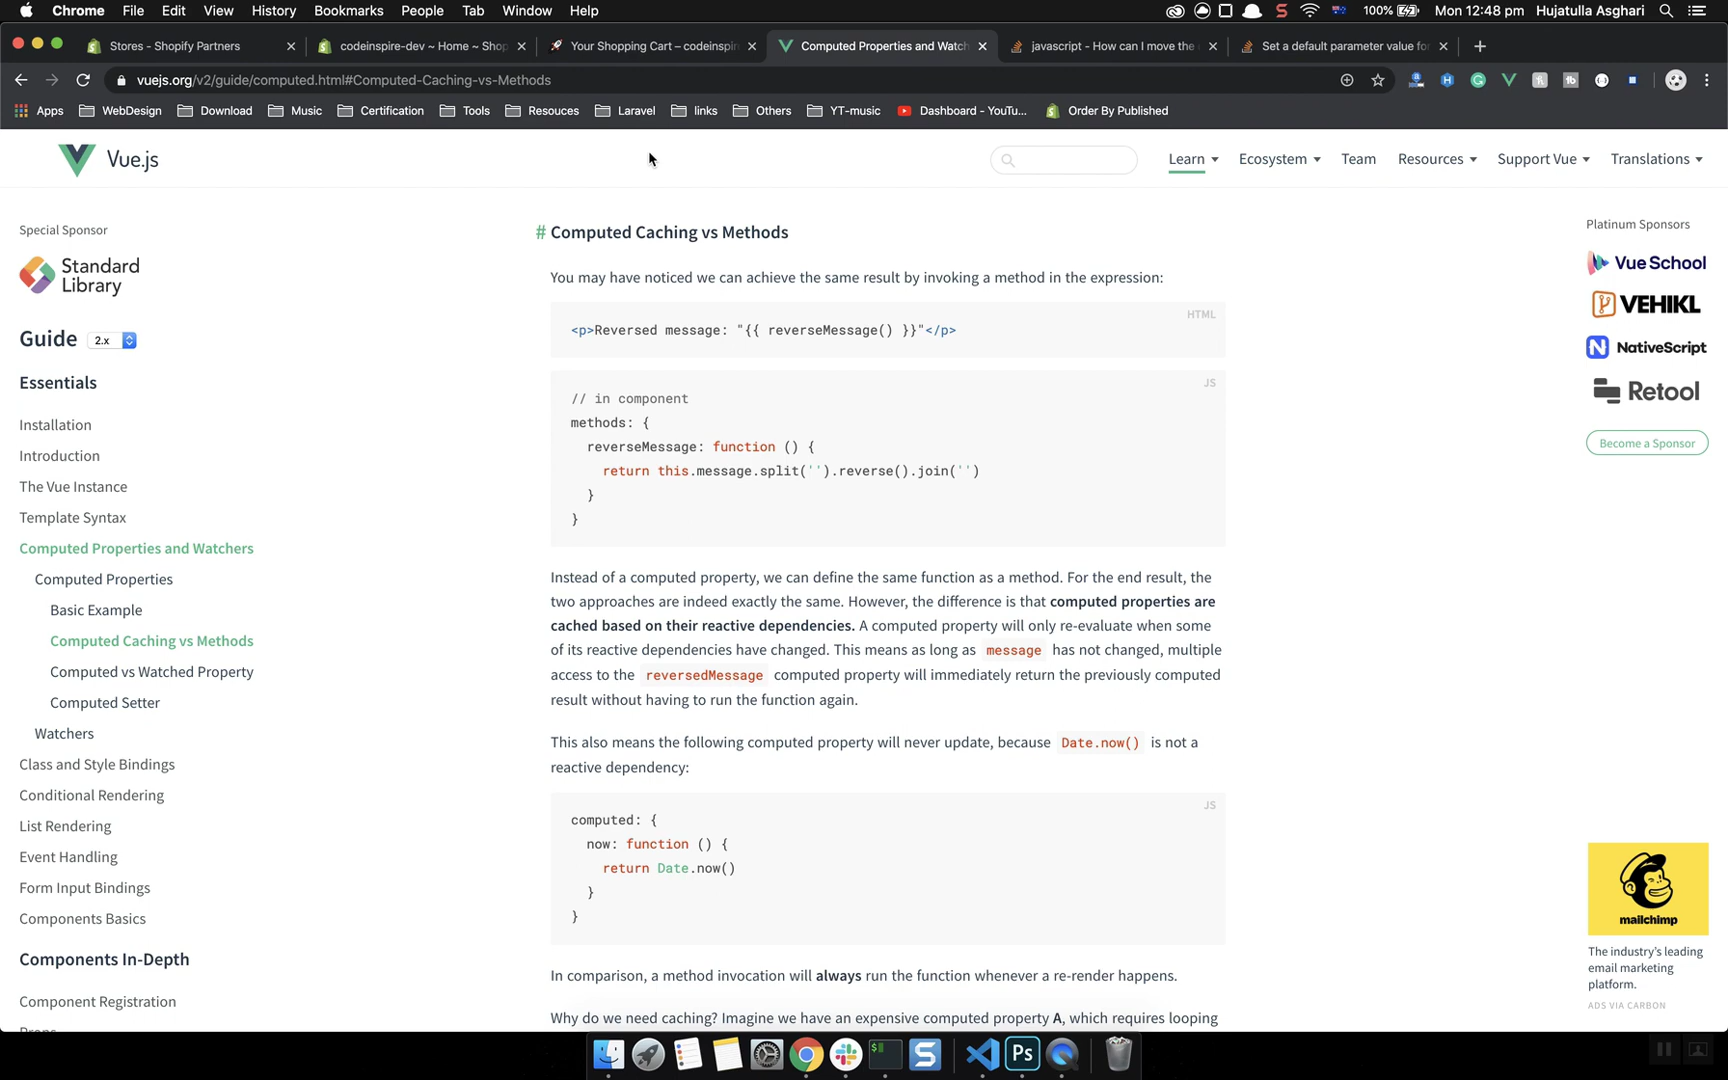 Chrome File Edit View History Bookmarks People Tab Window Help
100% Mon 12:48 pm Hujatulla Asghari
Stores - Shopify Partners
codeinspire-dev ~ Home ~ Shop
Your Shopping Cart – codeinspir
Computed Properties and Watch
javascript - How can I move the
Set a default parameter value for
vuejs.org/v2/guide/computed.html#Computed-Caching-vs-Methods
Apps WebDesign Download Music Certification Tools Resouces Laravel links Others YT-music Dashboard - YouTu... Order By Published
Vue.js
Learn Ecosystem Team Resources Support Vue Translations
Special Sponsor
Standard
Library
Guide 2.x
Essentials
Installation
Introduction
The Vue Instance
Template Syntax
Computed Properties and Watchers
Computed Properties
Basic Example
Computed Caching vs Methods
Computed vs Watched Property
Computed Setter
Watchers
Class and Style Bindings
Conditional Rendering
List Rendering
Event Handling
Form Input Bindings
Components Basics
Components In-Depth
Component Registration
Props
# Computed Caching vs Methods
You may have noticed we can achieve the same result by invoking a method in the expression:
HTML
<p>Reversed message: "{{ reverseMessage() }}"</p>
JS
// in component
methods: {
reverseMessage: function () {
return this.message.split('').reverse().join('')
}
}
Instead of a computed property, we can define the same function as a method. For the end result, the
two approaches are indeed exactly the same. However, the difference is that computed properties are
cached based on their reactive dependencies. A computed property will only re-evaluate when some
of its reactive dependencies have changed. This means as long as message has not changed, multiple
access to the reversedMessage computed property will immediately return the previously computed
result without having to run the function again.
This also means the following computed property will never update, because Date.now() is not a
reactive dependency:
JS
computed: {
now: function () {
return Date.now()
}
}
In comparison, a method invocation will always run the function whenever a re-render happens.
Why do we need caching? Imagine we have an expensive computed property A, which requires looping
Platinum Sponsors
Vue School
VEHIKL
NativeScript
Retool
Become a Sponsor
mailchimp
The industry's leading
email marketing
platform.
ADS VIA CARBON
Ps